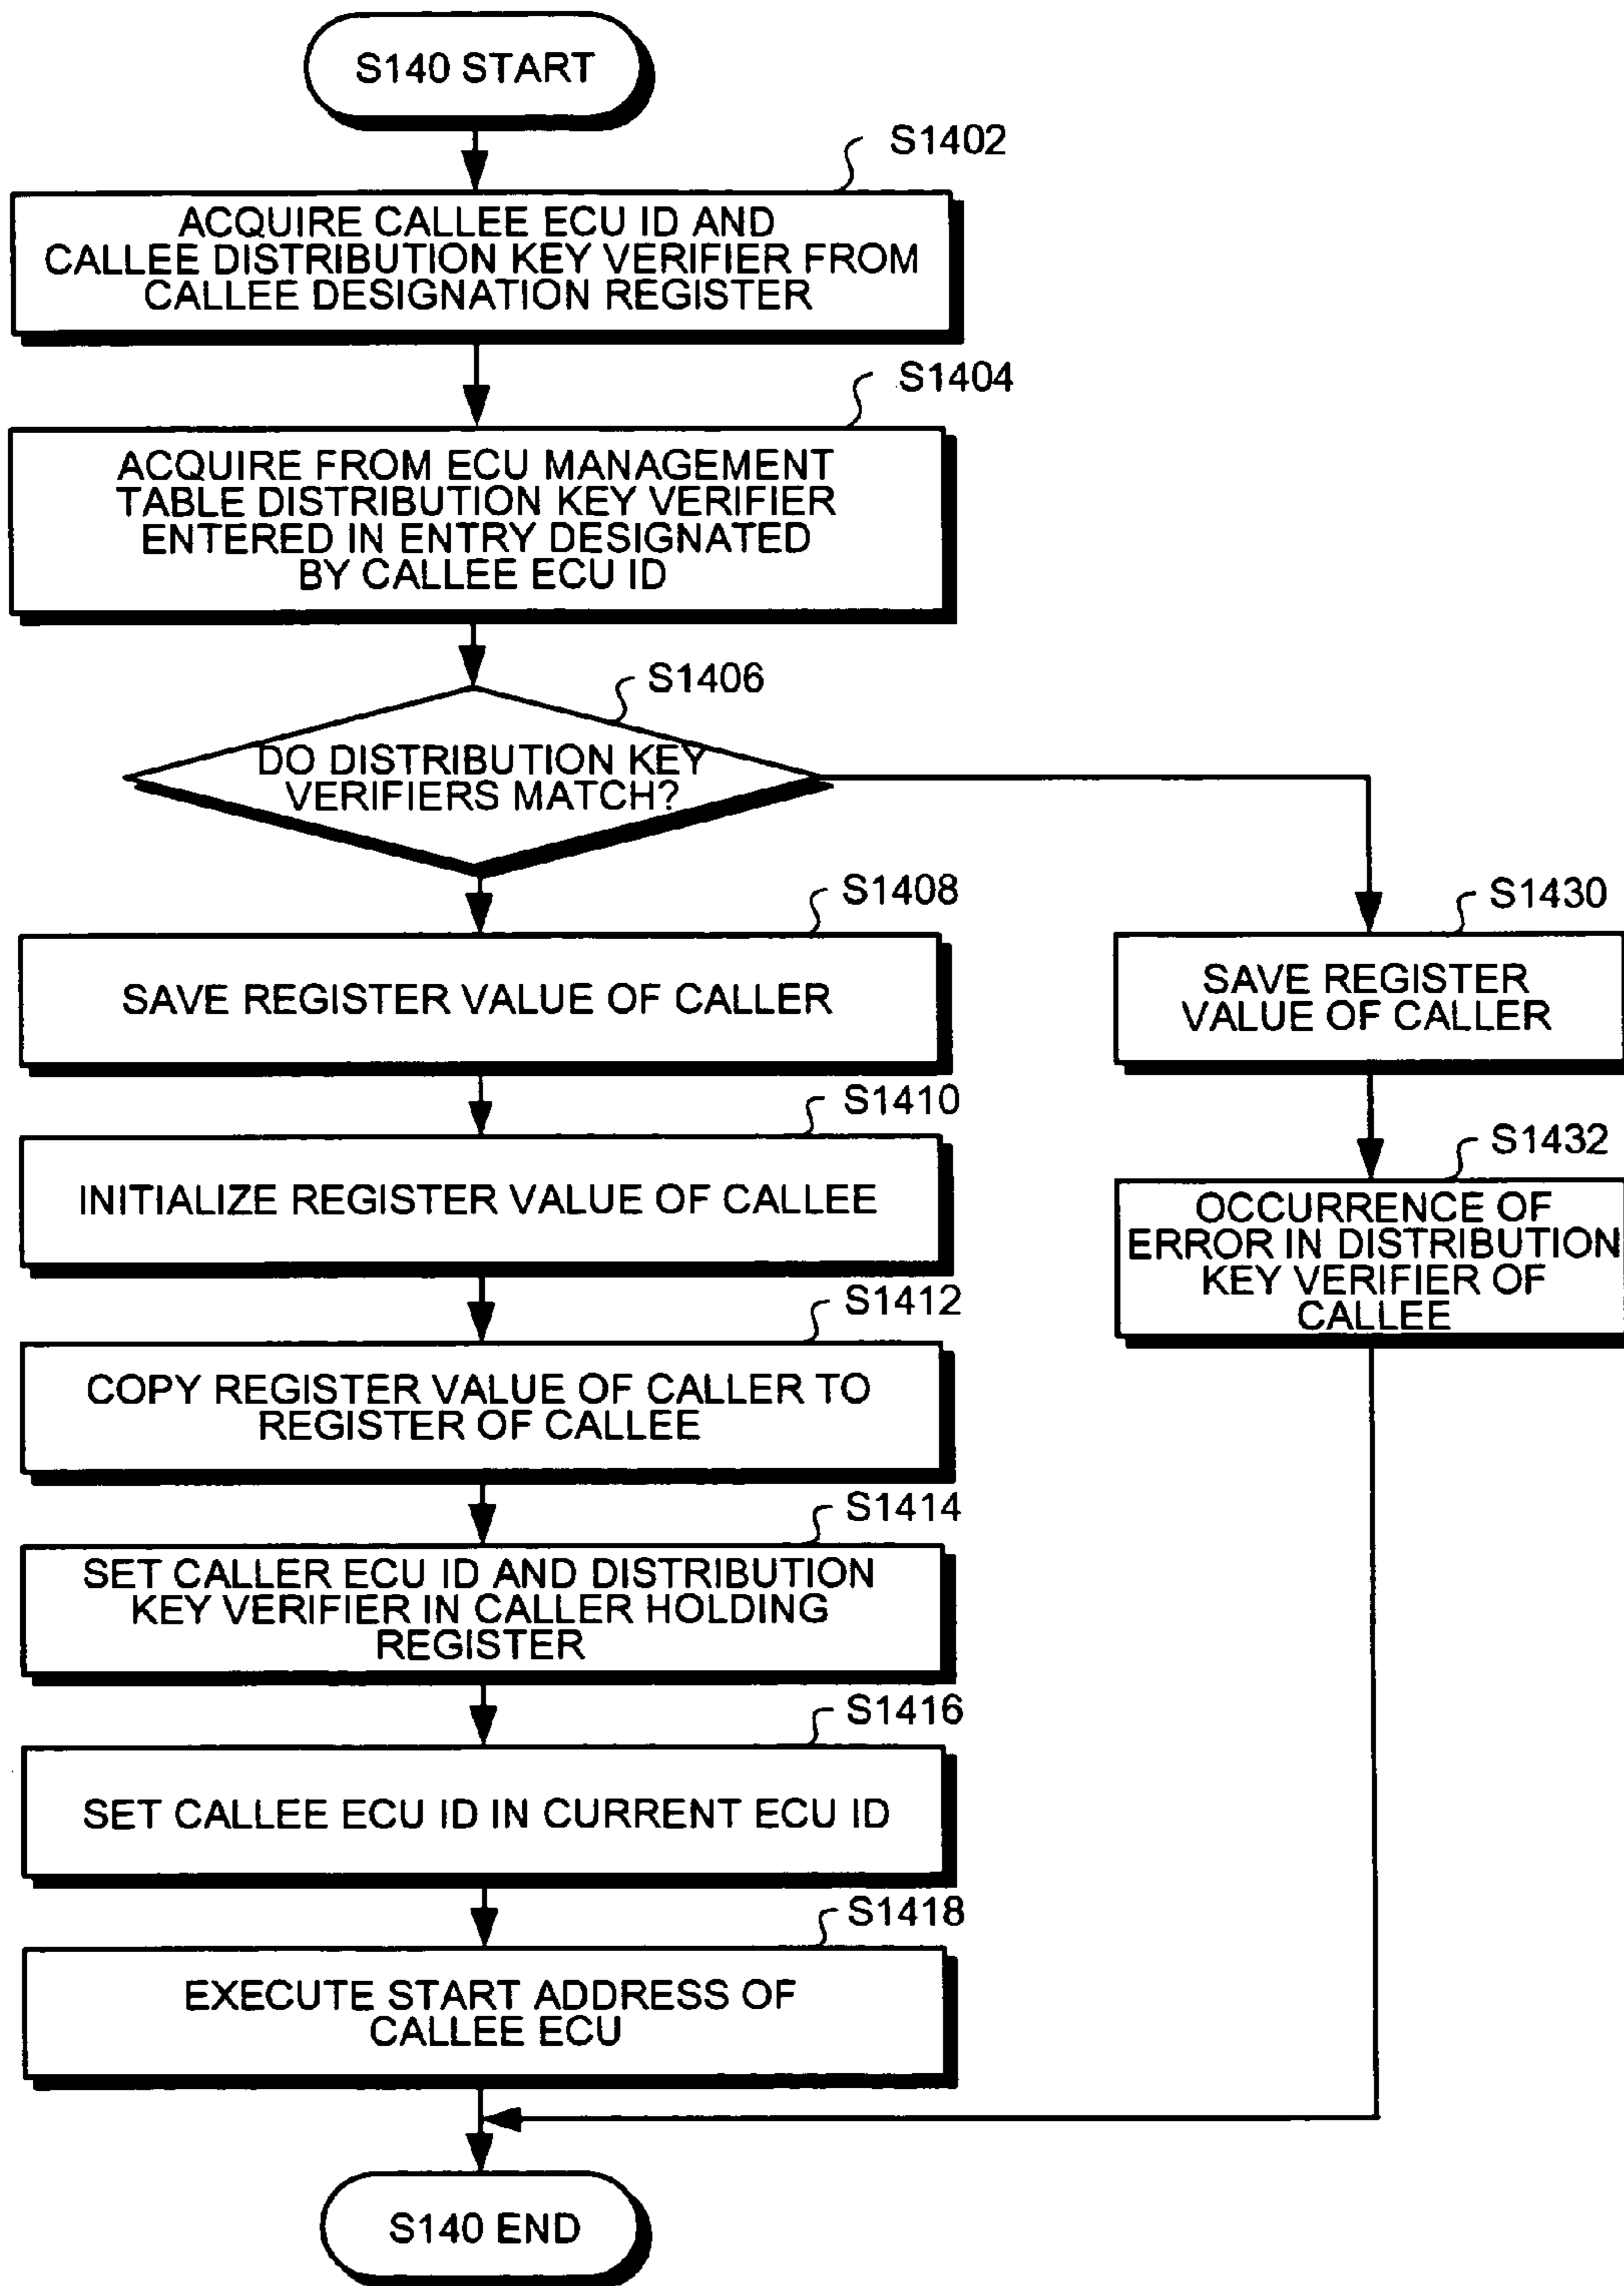 S140 START
S1402
ACQUIRE CALLEE ECU ID AND
CALLEE DISTRIBUTION KEY VERIFIER FROM
CALLEE DESIGNATION REGISTER
S1404
ACQUIRE FROM ECU MANAGEMENT
TABLE DISTRIBUTION KEY VERIFIER
ENTERED IN ENTRY DESIGNATED
BY CALLEE ECU ID
S1406
DO DISTRIBUTION KEY
VERIFIERS MATCH?
S1408
SAVE REGISTER VALUE OF CALLER
S1410
INITIALIZE REGISTER VALUE OF CALLEE
S1412
COPY REGISTER VALUE OF CALLER TO
REGISTER OF CALLEE
S1414
SET CALLER ECU ID AND DISTRIBUTION
KEY VERIFIER IN CALLER HOLDING
REGISTER
S1416
SET CALLEE ECU ID IN CURRENT ECU ID
S1418
EXECUTE START ADDRESS OF
CALLEE ECU
S1430
SAVE REGISTER
VALUE OF CALLER
S1432
OCCURRENCE OF
ERROR IN DISTRIBUTION
KEY VERIFIER OF
CALLEE
S140 END